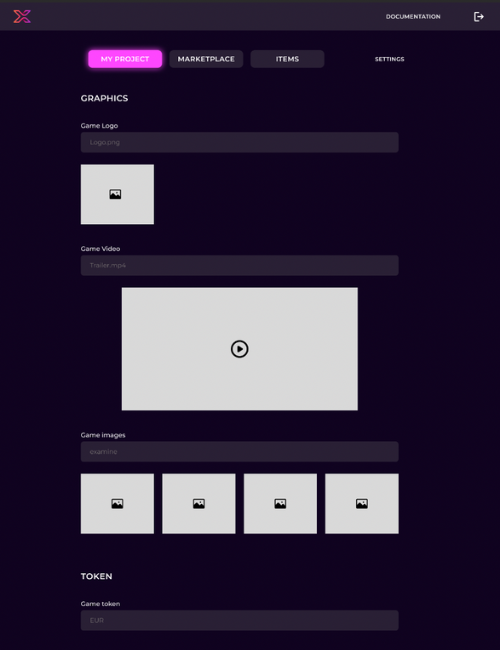 DOCUMENTATION
MY PROJECT MARKETPLACE ITEMS SETTINGS
GRAPHICS
Game Logo
Logo.png
Game Video
Trailer.mp4
Game images
examine
TOKEN
Game token
EUR